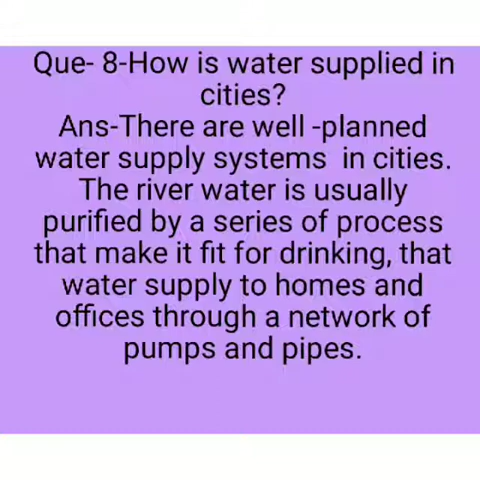 Que- 8-How is water supplied in
cities?
Ans-There are well -planned
water supply systems  in cities.
The river water is usually
purified by a series of process
that make it fit for drinking, that
water supply to homes and
offices through a network of
pumps and pipes.